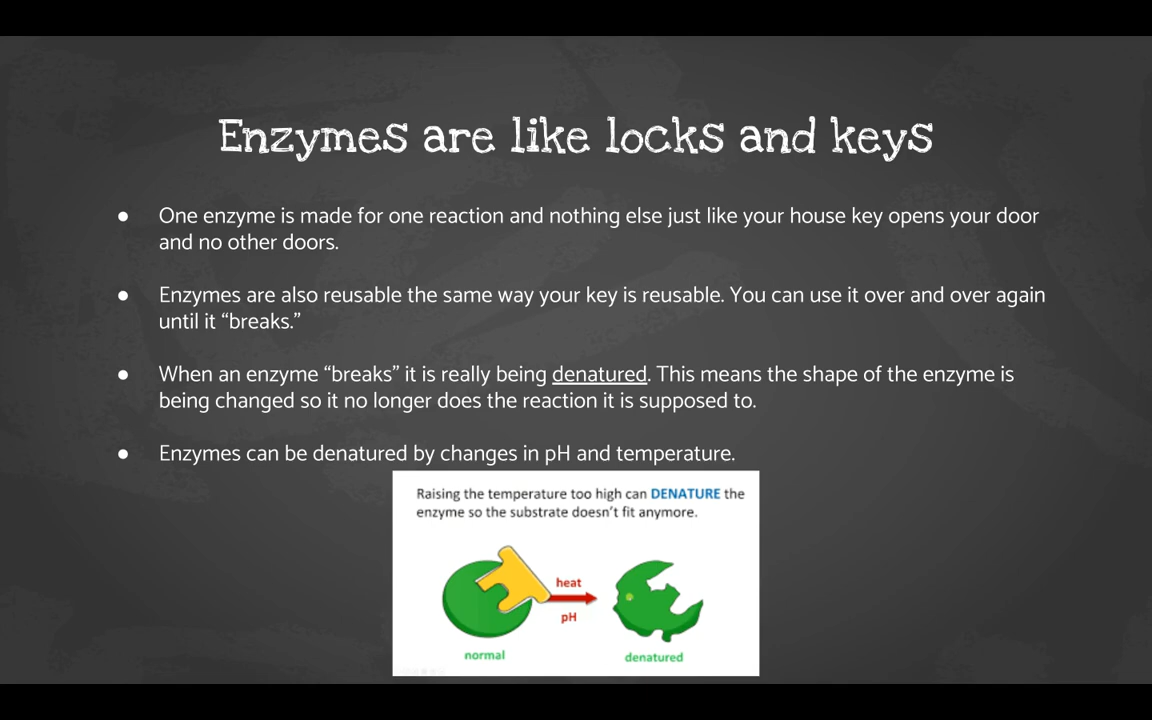 Enzymes are like locks and keys
● One enzyme is made for one reaction and nothing else just like your house key opens your door
and no other doors.
● Enzymes are also reusable the same way your key is reusable. You can use it over and over again
until it “breaks.”
● When an enzyme “breaks” it is really being denatured. This means the shape of the enzyme is
being changed so it no longer does the reaction it is supposed to.
● Enzymes can be denatured by changes in pH and temperature.
Raising the temperature too high can DENATURE the
enzyme so the substrate doesn’t fit anymore.
heat
pH
normal
denatured